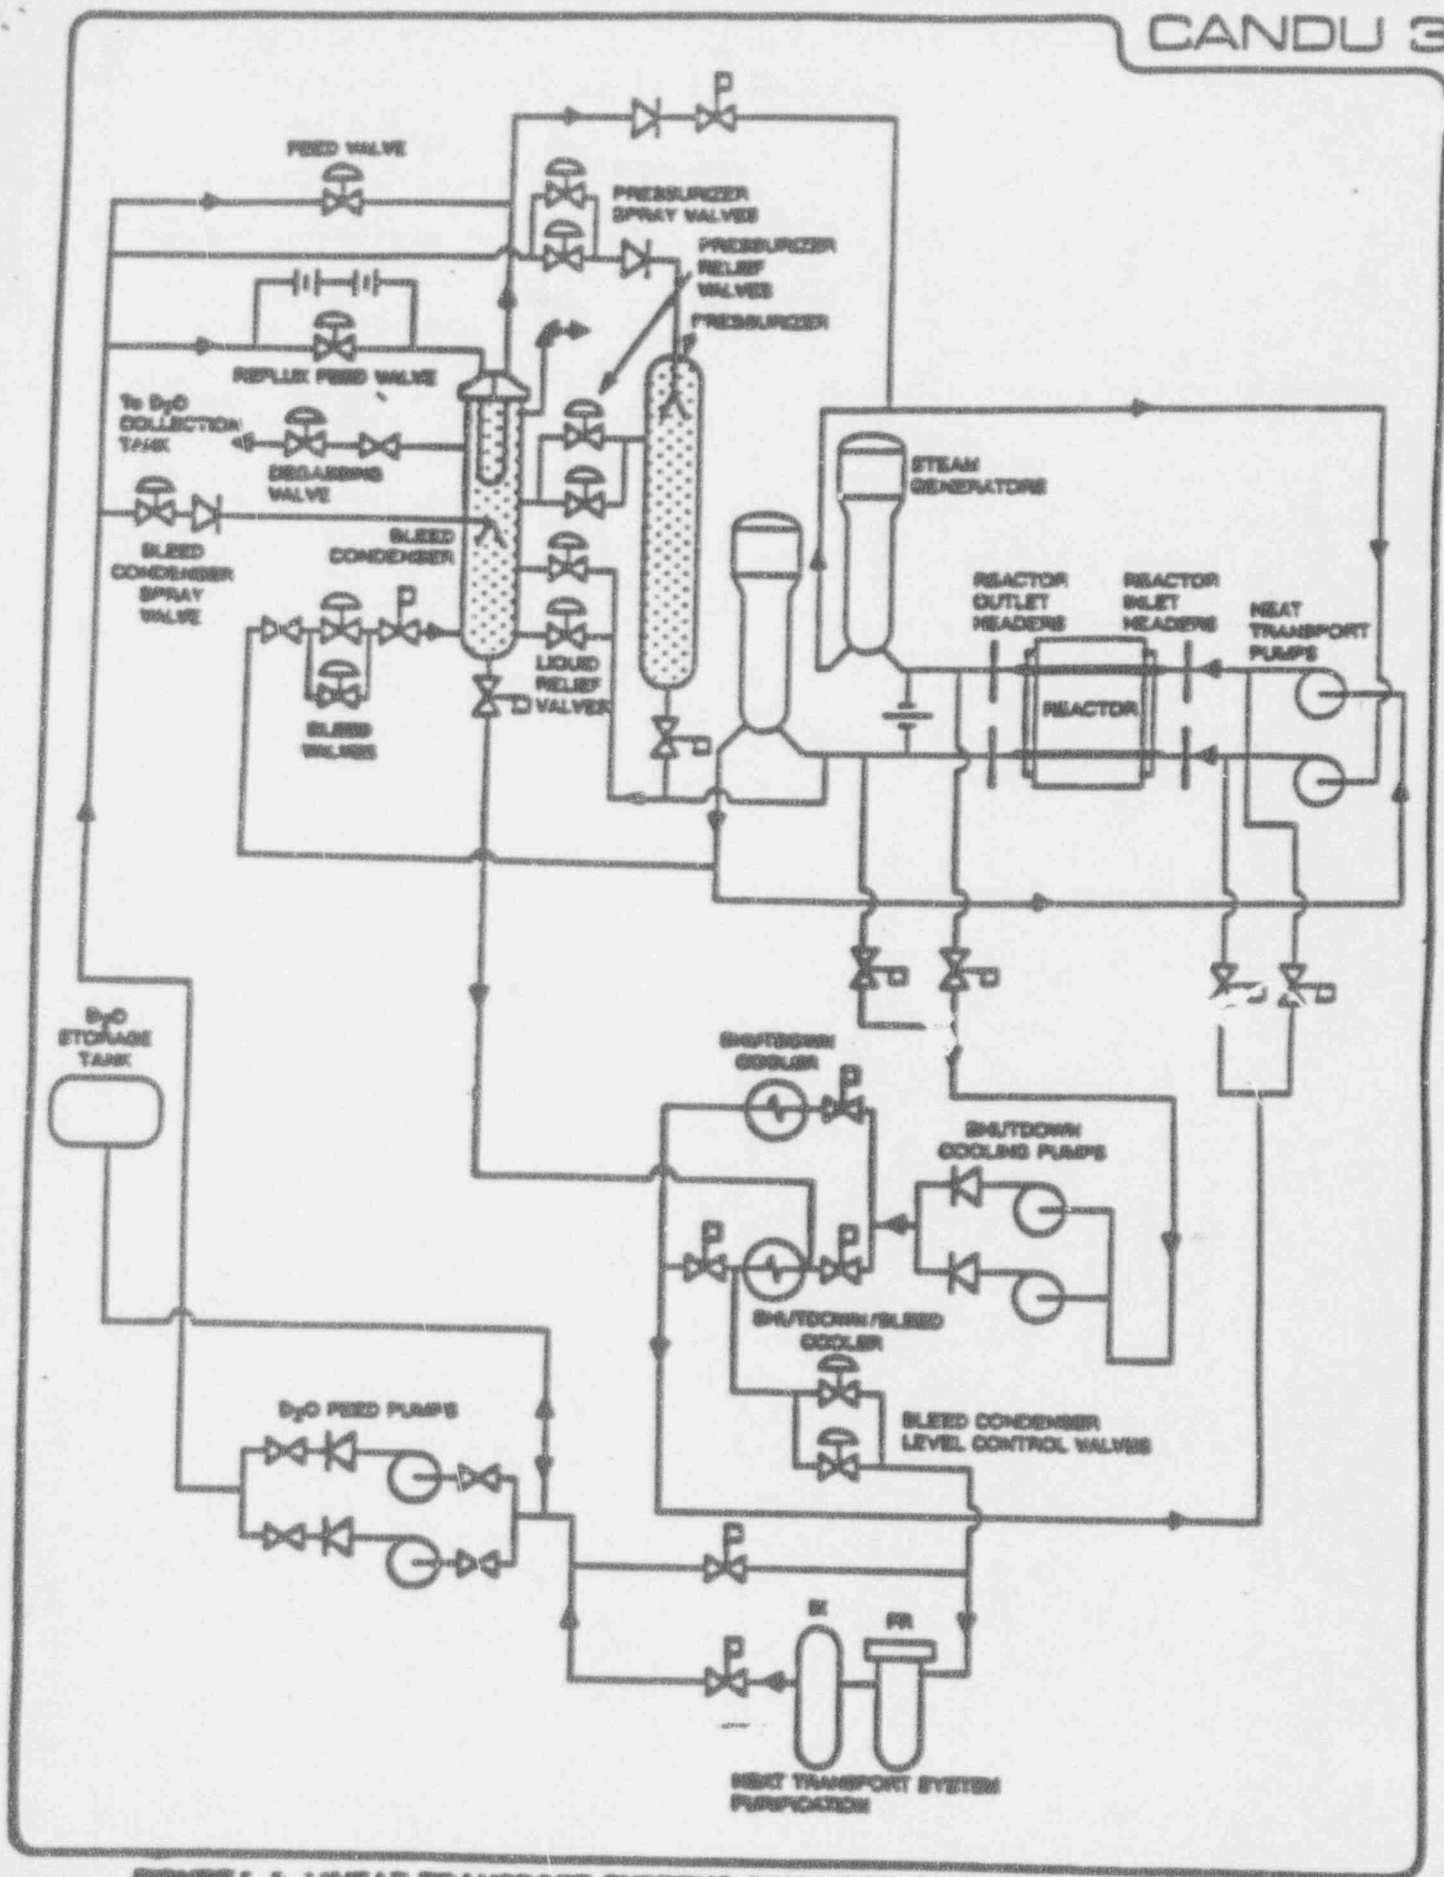 CANDU 3
FEED VALVE
PRESSURIZER
SPRAY VALVES
PRESSURIZER
RELIEF
VALVES
PRESSURIZER
REFLUX FEED VALVE
To D₂O
COLLECTION
TANK
DEGASSING
VALVE
STEAM
GENERATORS
BLEED
CONDENSER
BLEED
CONDENSER
SPRAY
VALVE
REACTOR
OUTLET
HEADERS
REACTOR
INLET
HEADERS
HEAT
TRANSPORT
PUMPS
LIQUID
RELIEF
VALVES
REACTOR
BLEED
VALVES
D₂O
STORAGE
TANK
SHUTDOWN
COOLER
SHUTDOWN
COOLING PUMPS
SHUTDOWN/BLEED
COOLER
D₂O FEED PUMPS
BLEED CONDENSER
LEVEL CONTROL VALVES
IX
FR
HEAT TRANSPORT SYSTEM
PURIFICATION